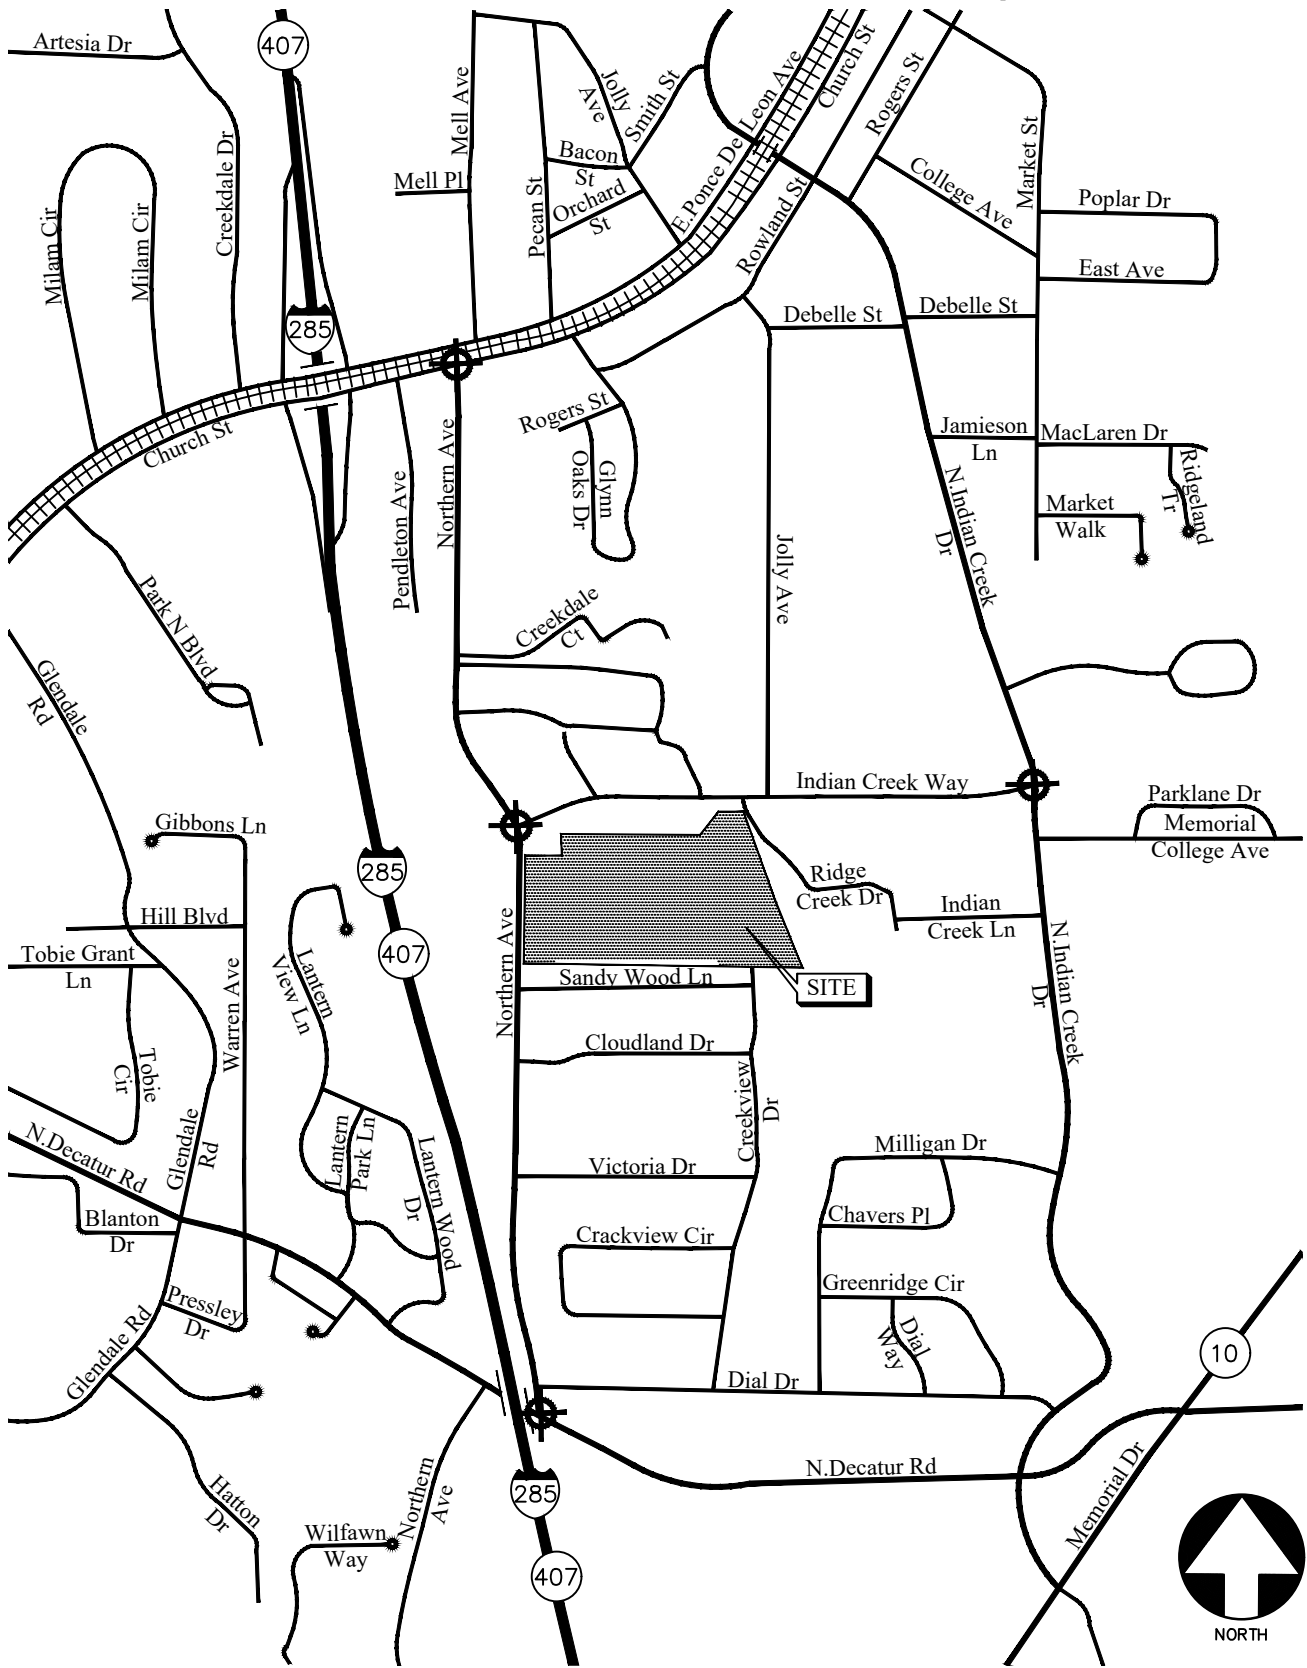 407
Artesia Dr
Creekdale Dr
Milam Cir
Milam Cir
Mell Ave
Mell Pl
Pecan St
Jolly
Ave
Smith St
Bacon
St
Orchard
St
E.Ponce De Leon Ave
Church St
Rogers St
Rowland St
College Ave
Market St
Poplar Dr
East Ave
Debelle St
Debelle St
285
Church St
Northern Ave
Pendleton Ave
Rogers St
Glynn
Oaks Dr
Jamieson
Ln
MacLaren Dr
Ridgeland
Tr
Market
Walk
N.Indian Creek
Dr
Jolly Ave
Creekdale
Ct
Park N Blvd
Glendale
Rd
Indian Creek Way
Parklane Dr
Memorial
College Ave
Gibbons Ln
285
407
Ridge
Creek Dr
Indian
Creek Ln
Hill Blvd
Tobie Grant
Ln
Warren Ave
Lantern
View Ln
Northern Ave
Sandy Wood Ln
SITE
N.Indian Creek
Dr
Cloudland Dr
Creekview
Dr
Tobie
Cir
Glendale
Rd
N.Decatur Rd
Lantern
Park Ln
Lantern Wood
Dr
Milligan Dr
Victoria Dr
Blanton
Dr
Chavers Pl
Crackview Cir
Greenridge Cir
Dial
Way
Pressley
Dr
Glendale Rd
Dial Dr
10
N.Decatur Rd
Memorial Dr
Hatton
Dr
Northern
Ave
285
Wilfawn
Way
407
NORTH